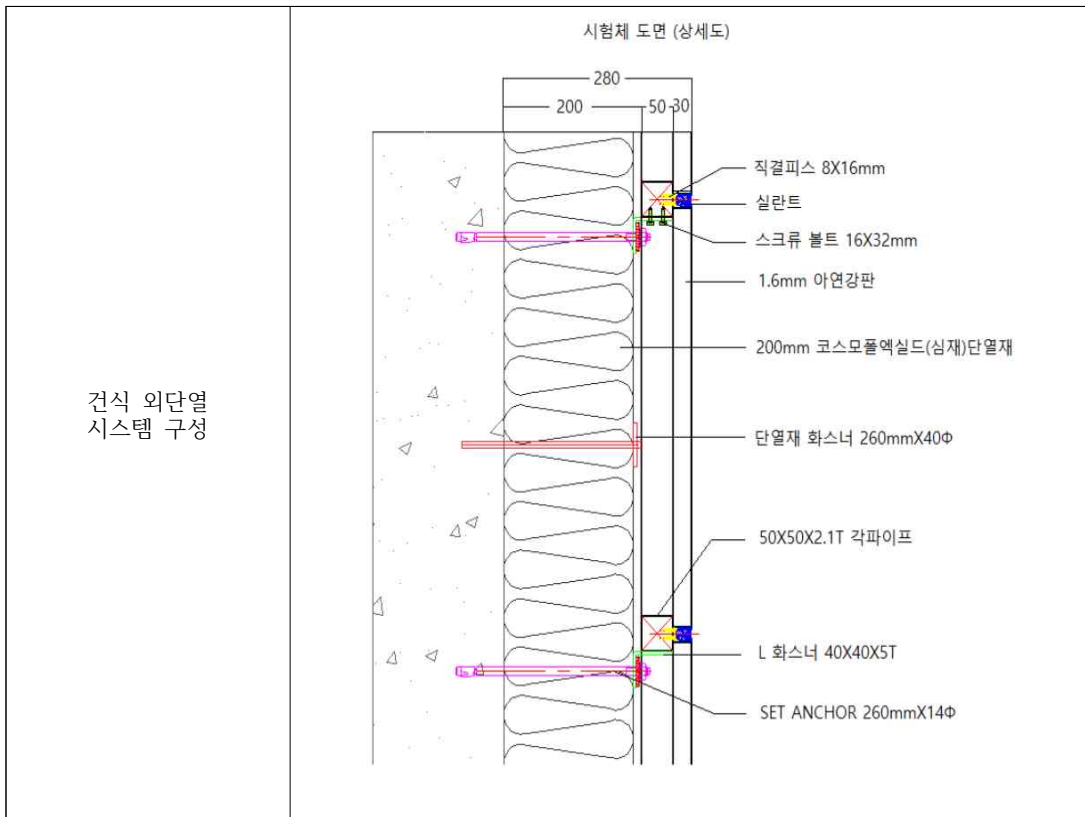 시험체 도면 (상세도)
280
200
50
30
직결피스 8X16mm
실란트
스크류 볼트 16X32mm
1.6mm 아연강판
200mm 코스모폴엑실드(심재)단열재
건식 외단열
시스템 구성
단열재 화스너 260mmX40Φ
50X50X2.1T 각파이프
L 화스너 40X40X5T
SET ANCHOR 260mmX14Φ